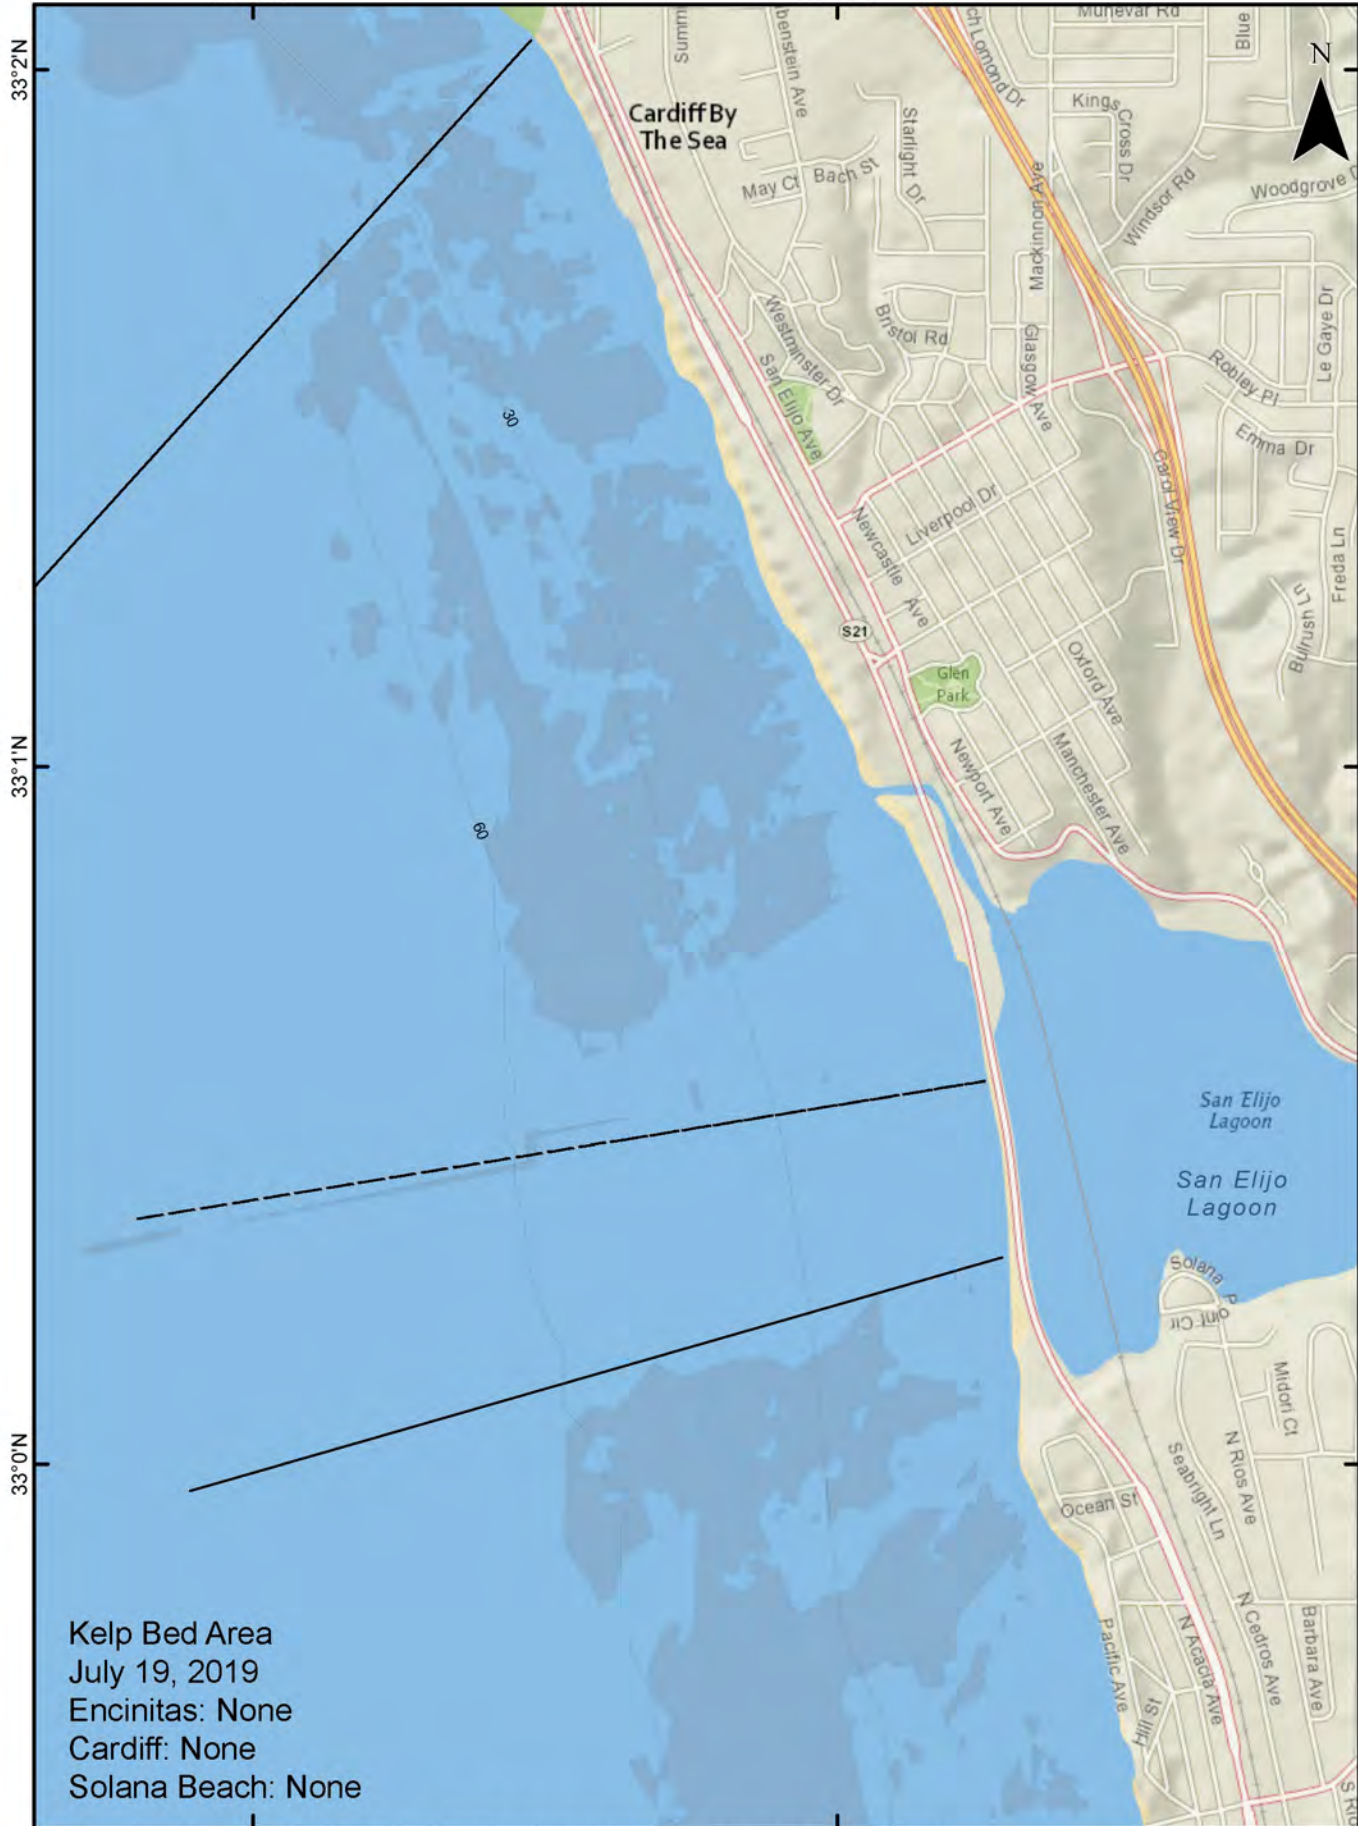 33°2'N
33°1'N
33°0'N
N
Munevar Rd
Blue
Cardiff By
The Sea
Kings Cross Dr
Starlight Dr
May Ct
Bach St
Mackinnon Ave
Windsor Rd
Woodgrove
Westminster Dr
Bristol Rd
Glasgow Ave
Le Gaye Dr
Robley Pl
San Elijo Ave
30
Emma Dr
Carol View Dr
Liverpool Dr
Newcastle Ave
Freda Ln
Bulrush Ln
S21
Oxford Ave
Glen
Park
Newport Ave
Manchester Ave
60
San Elijo
Lagoon
San Elijo
Lagoon
Solana Point Cir
Midori Ct
N Rios Ave
Seabright Ln
Ocean St
N Cedros Ave
Barbara Ave
Pacific Ave
N Acacia Ave
Hill St
Kelp Bed Area
July 19, 2019
Encinitas: None
Cardiff: None
Solana Beach: None